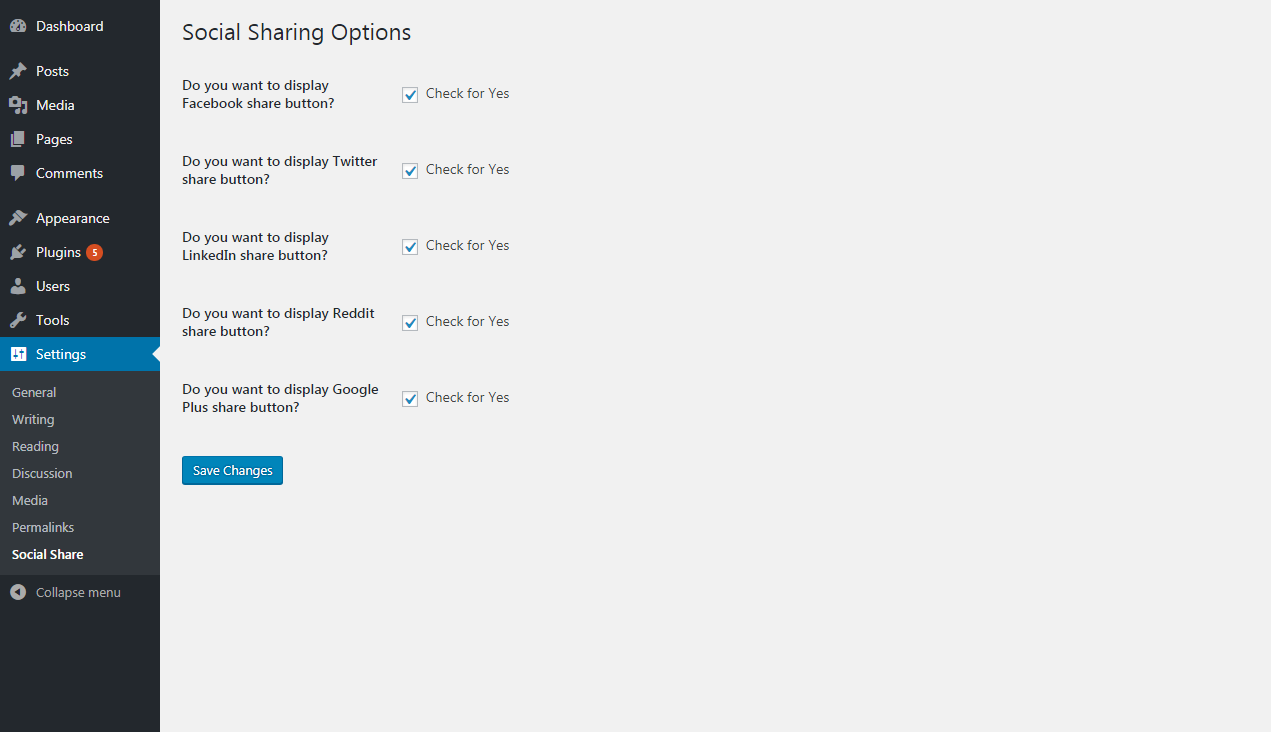 Dashboard
Posts
Media
Pages
Comments
Appearance
Plugins 5
Users
Tools
Settings
General
Writing
Reading
Discussion
Media
Permalinks
Social Share
Collapse menu
Social Sharing Options
Do you want to display
Facebook share button?
Check for Yes
Do you want to display Twitter
share button?
Check for Yes
Do you want to display
LinkedIn share button?
Check for Yes
Do you want to display Reddit
share button?
Check for Yes
Do you want to display Google
Plus share button?
Check for Yes
Save Changes